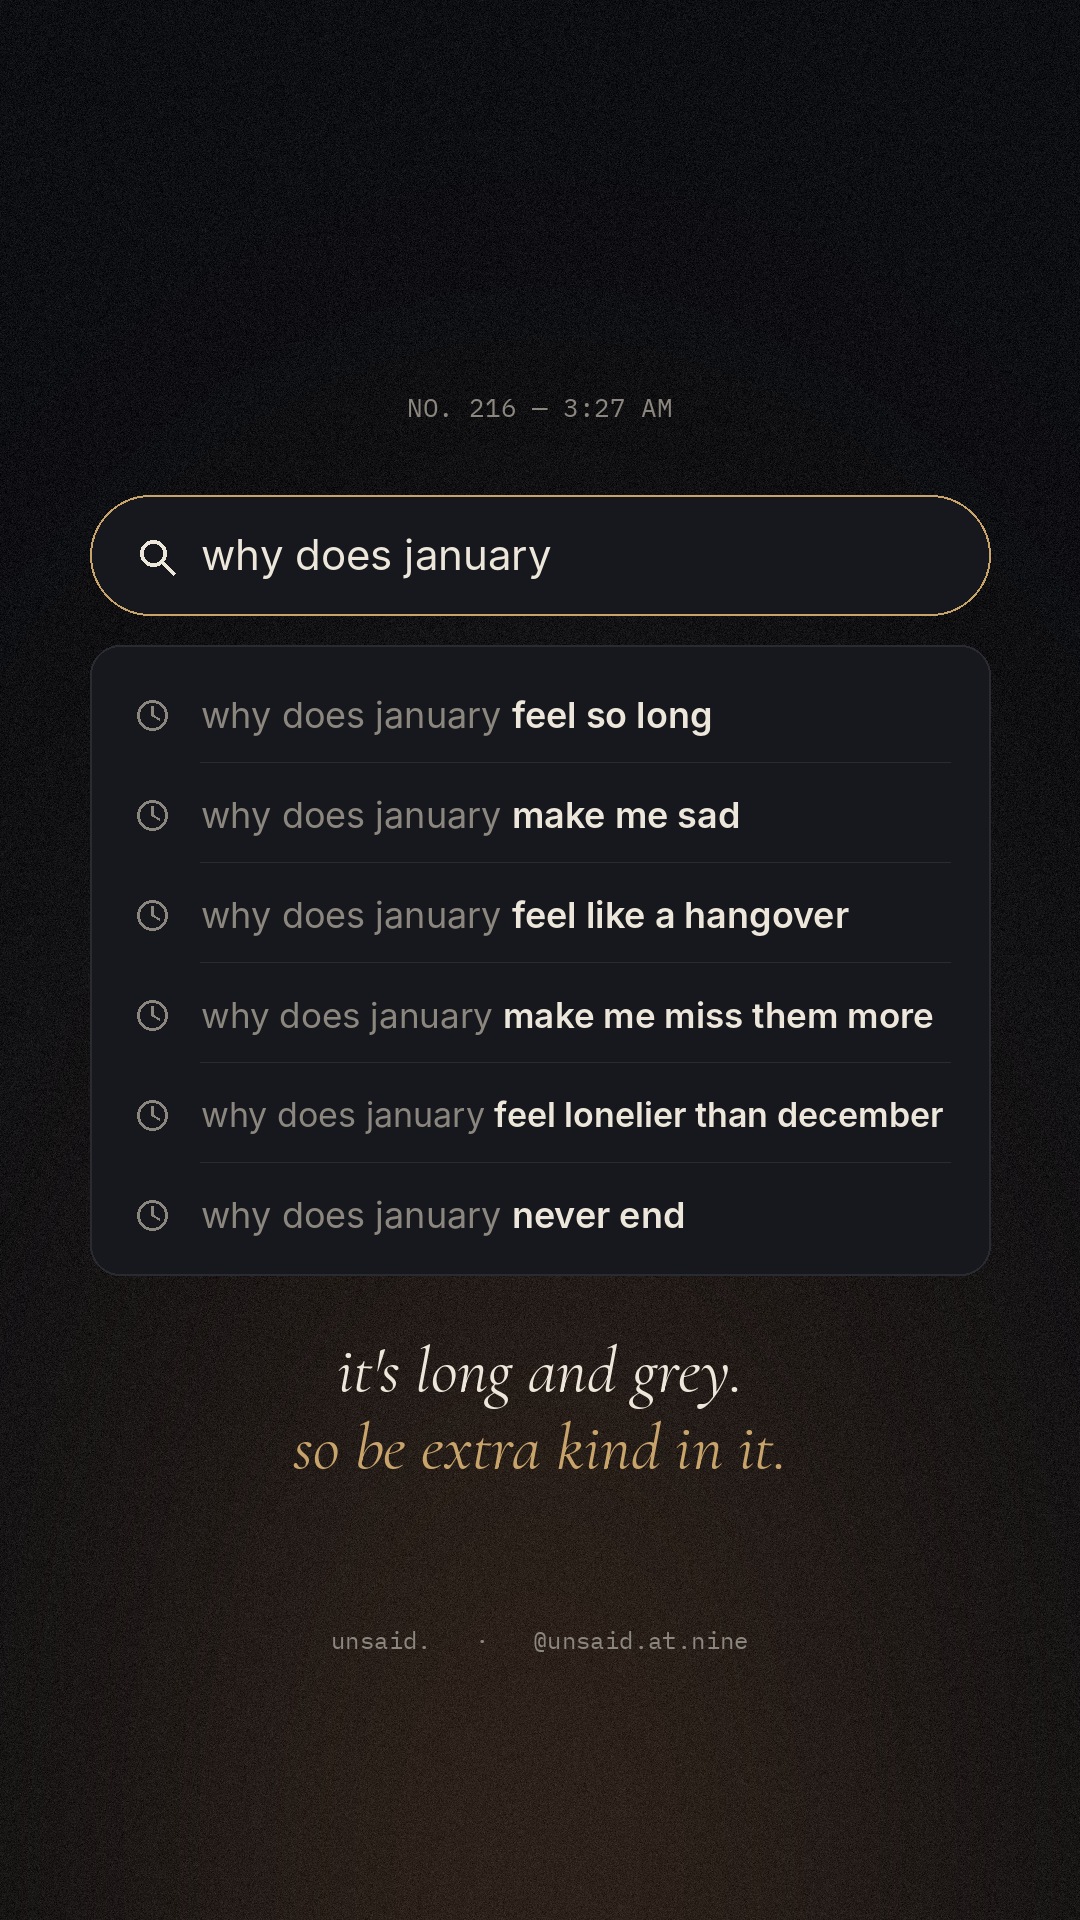 NO. 216 — 3:27 AM
why does january
why does january feel so long
why does january make me sad
why does january feel like a hangover
why does january make me miss them more
why does january feel lonelier than december
why does january never end
it's long and grey.
so be extra kind in it.
unsaid. · @unsaid.at.nine